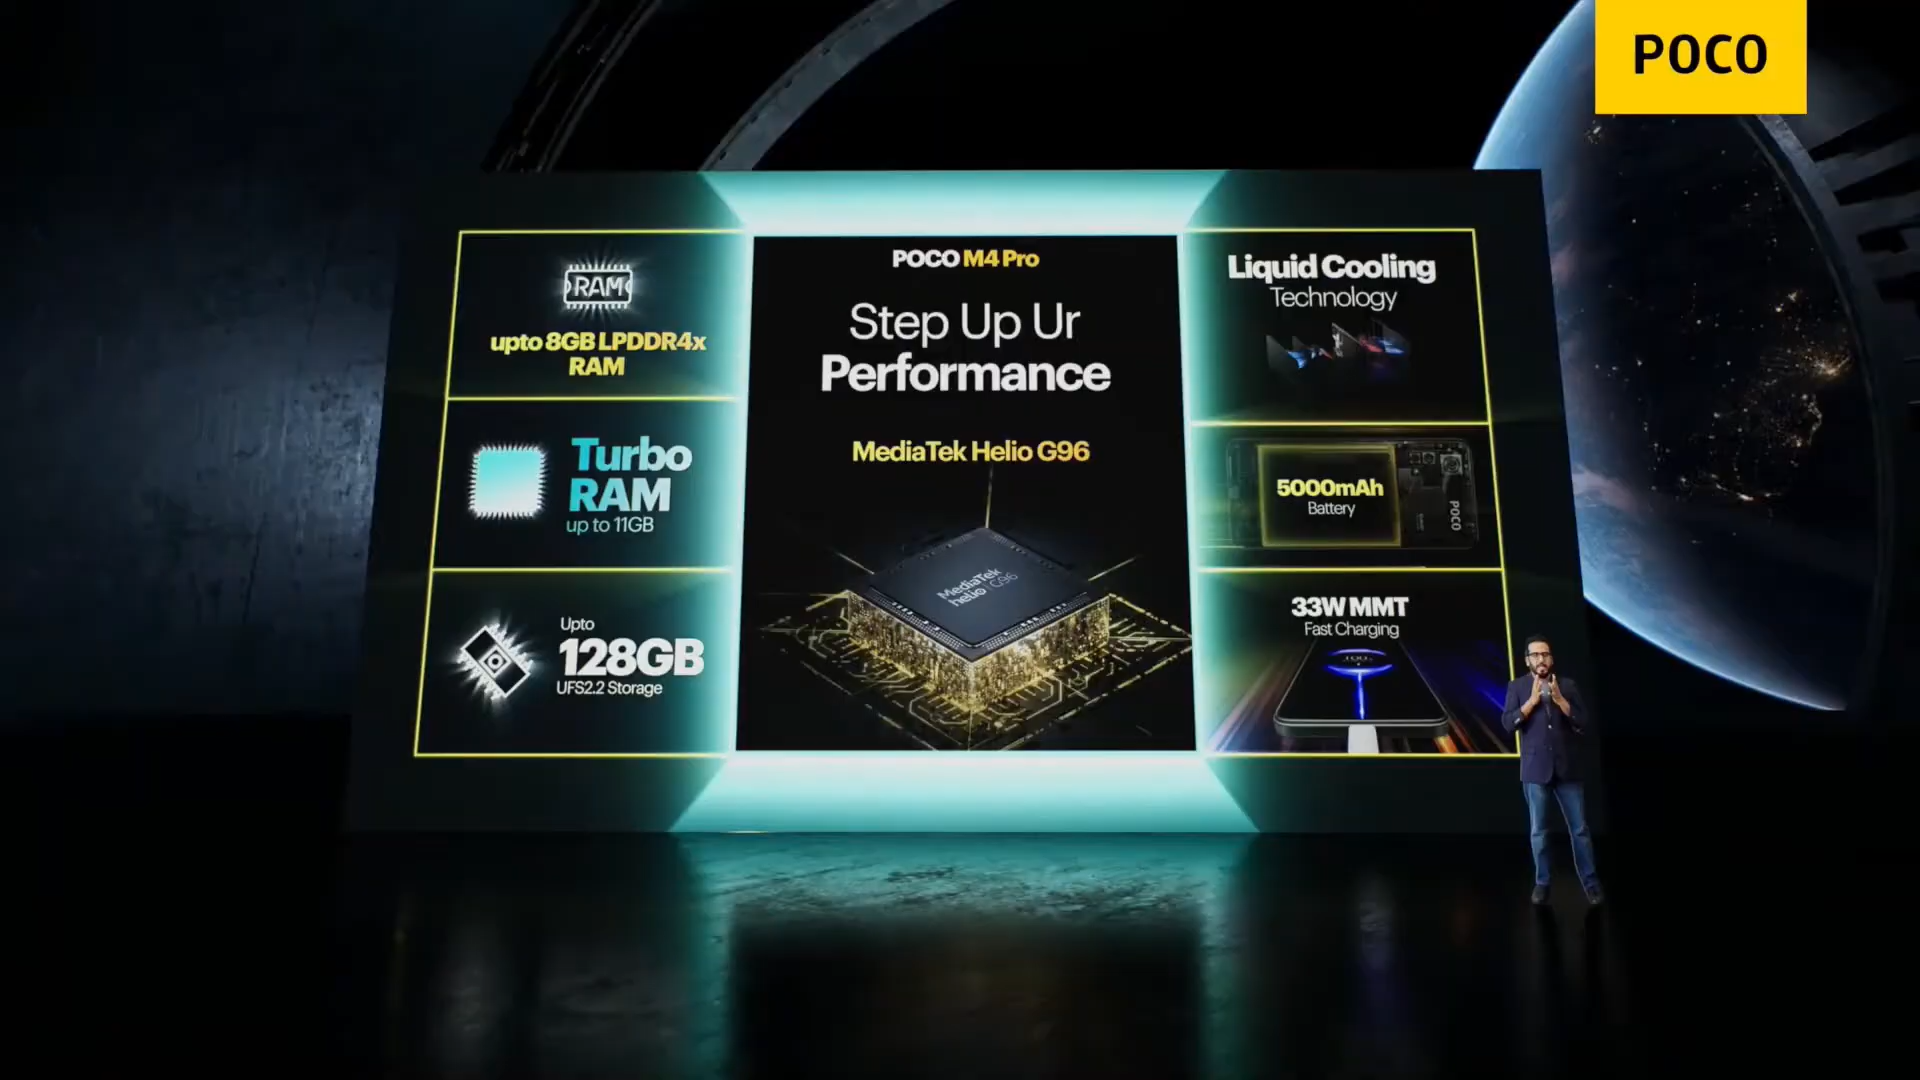 POCO
RAM
upto 8GB LPDDR4x
RAM
Turbo
RAM
up to 11GB
Upto
128GB
UFS2.2 Storage
POCO M4 Pro
Step Up Ur
Performance
MediaTek Helio G96
MediaTek
helio G96
Liquid Cooling
Technology
5000mAh
Battery
POCO
33W MMT
Fast Charging